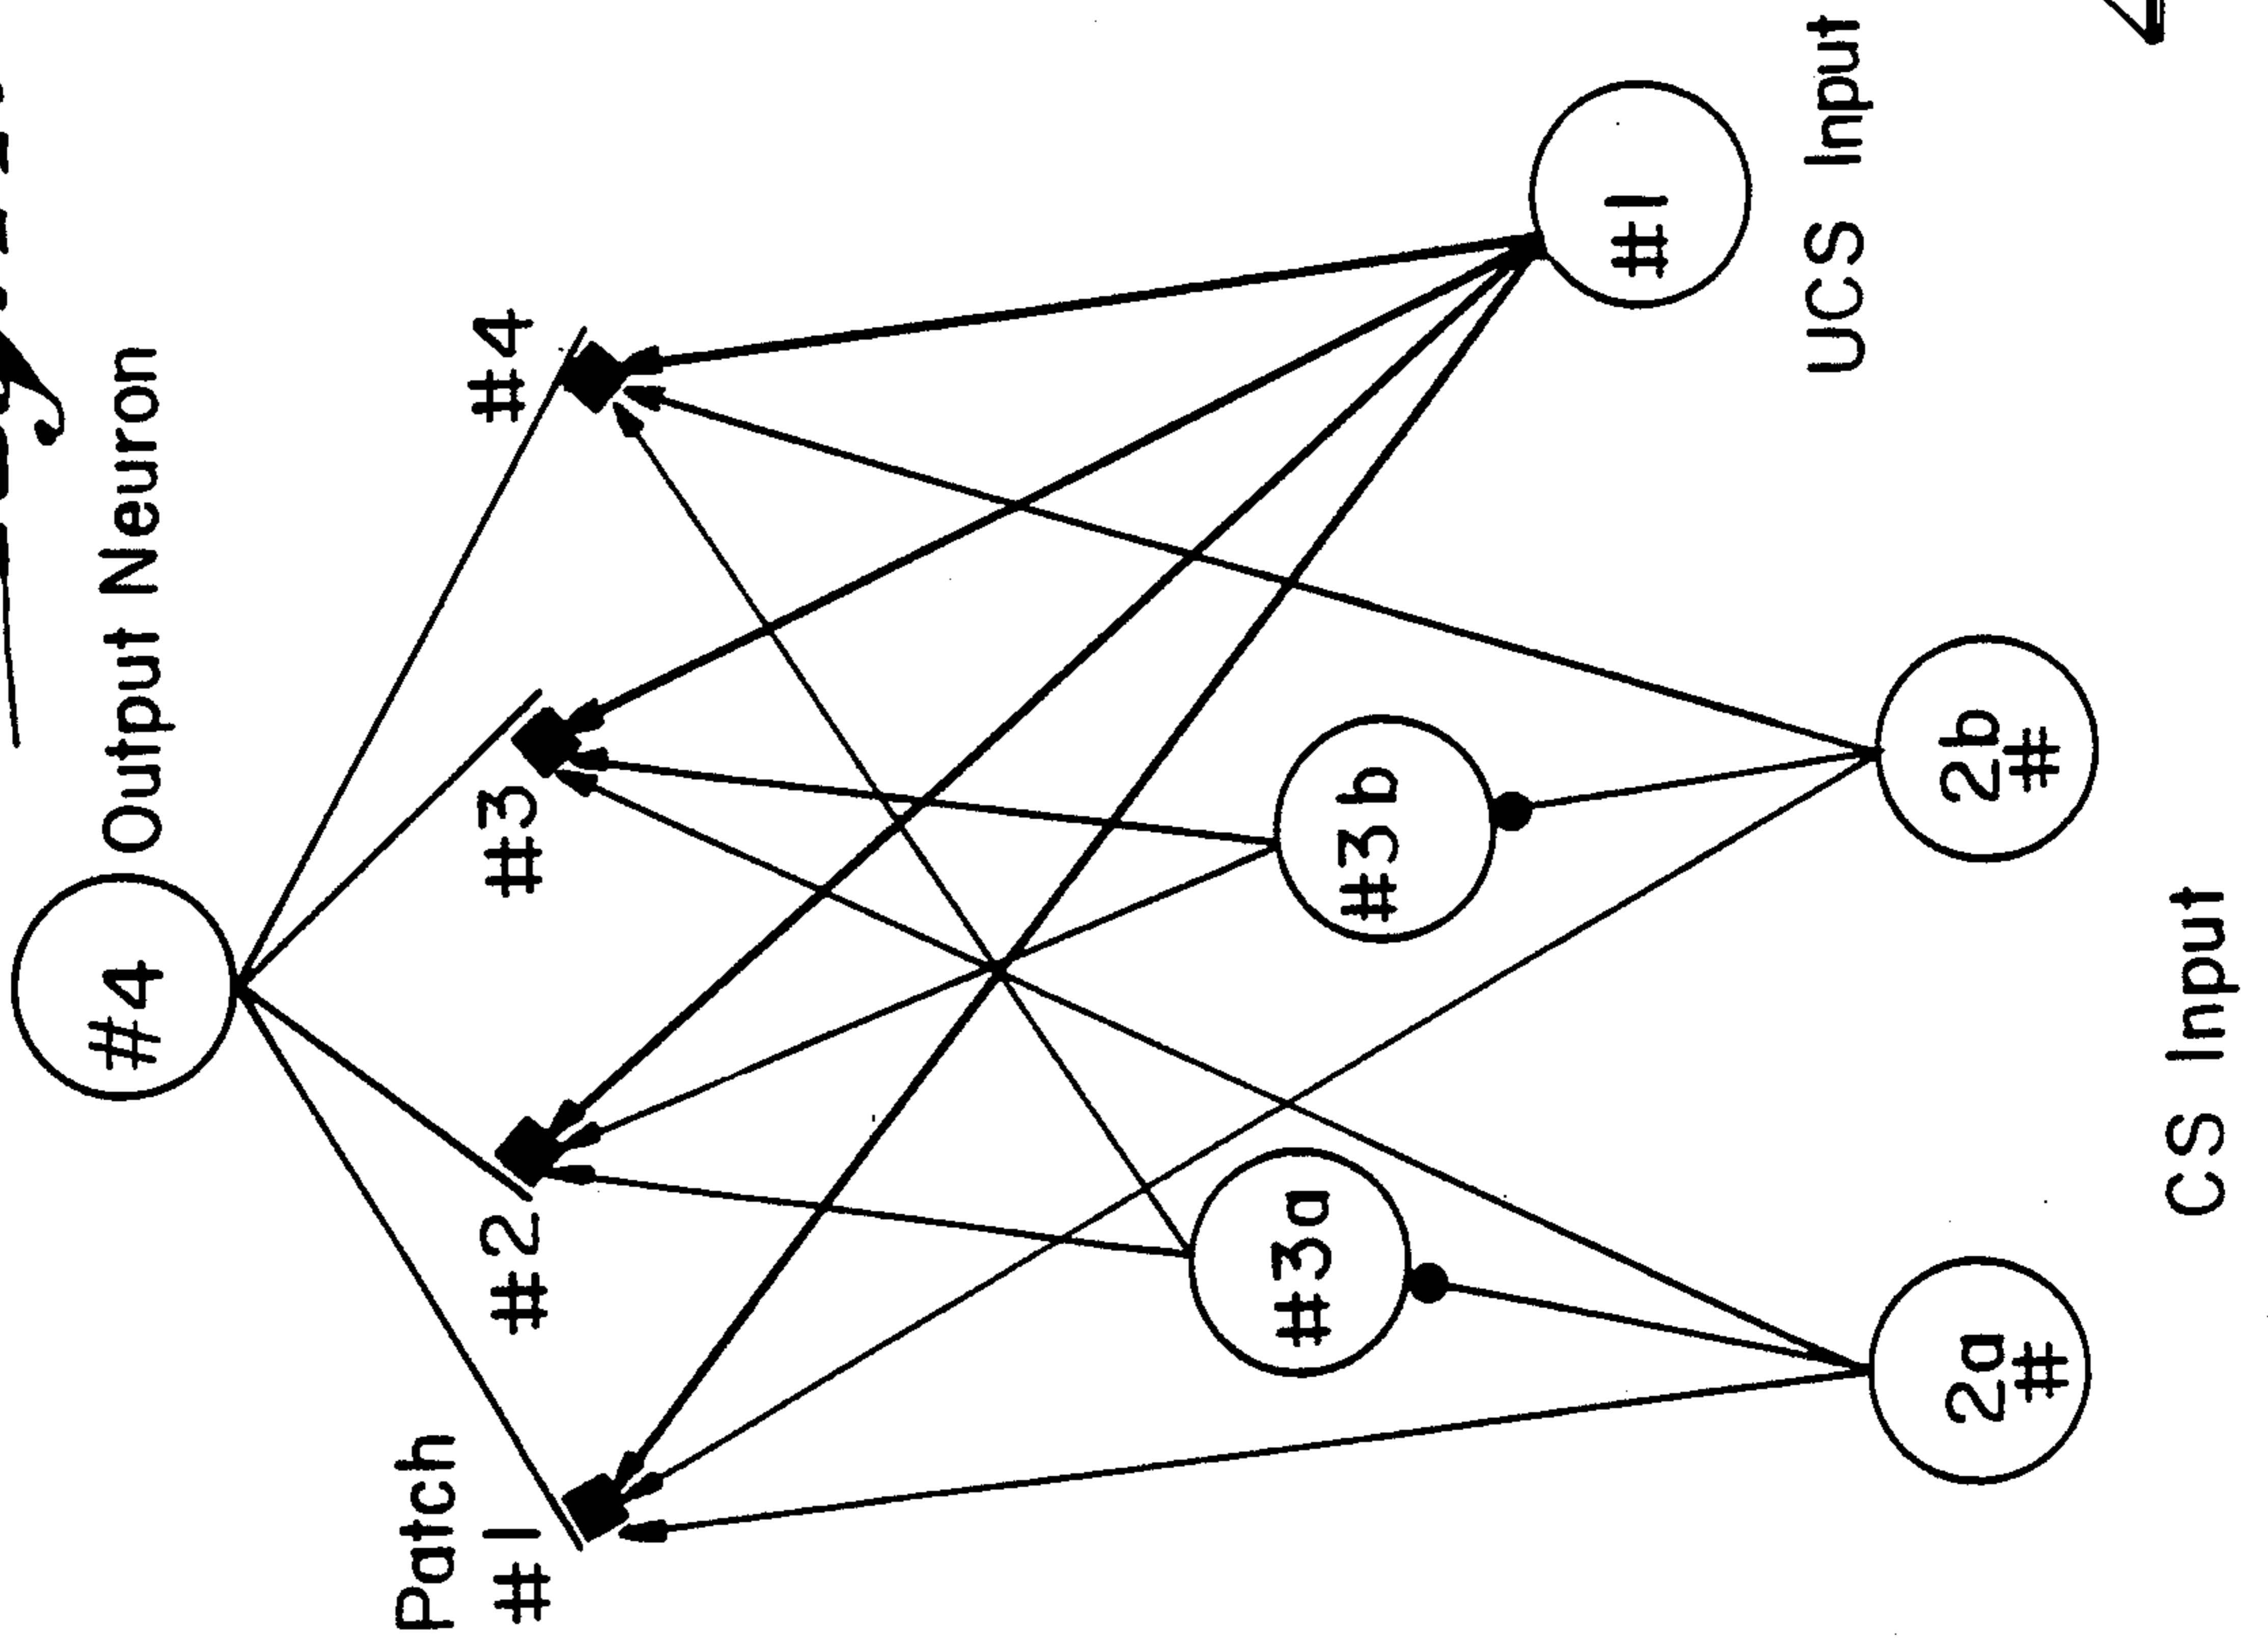 #4 Output Neuron
Patch
#1
#2
#3
#4
#3a
#3b
#1
UCS Input
2a
#
2b
#
CS Input